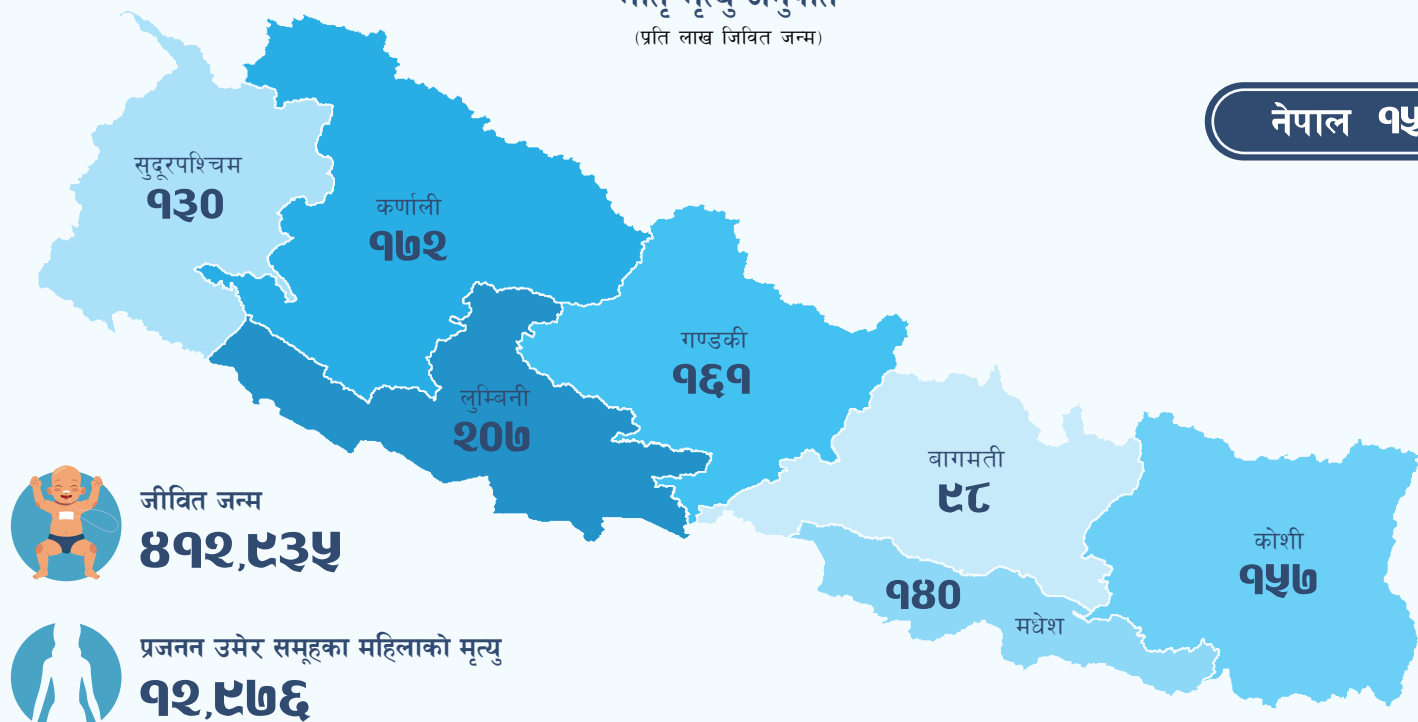 (प्रति लाख जिवित जन्म)
नेपाल
सुदूरपश्चिम
१३०
कर्णाली
१७२
गण्डकी
१६१
लुम्बिनी
२०७
बागमती
९८
कोशी
१५७
१४०
मधेश
जीवित जन्म
४१२,९३५
प्रजनन उमेर समूहका महिलाको मृत्यु
१२,९७६